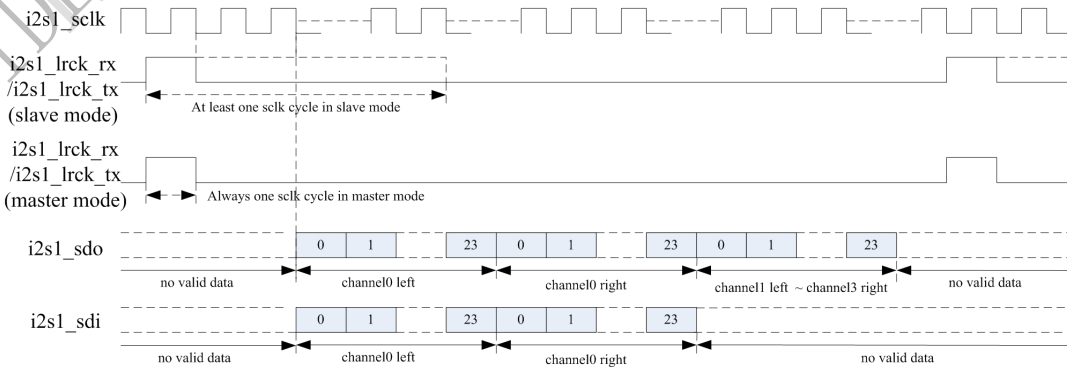 i2s1_sclk
i2s1_lrck_rx
/i2s1_lrck_tx
(slave mode)
At least one sclk cycle in slave mode
i2s1_lrck_rx
/i2s1_lrck_tx
(master mode)
Always one sclk cycle in master mode
i2s1_sdo
0 1 23 0 1 23 0 1 23
no valid data channel0 left channel0 right channel1 left ~ channel3 right no valid data
i2s1_sdi
0 1 23 0 1 23
no valid data channel0 left channel0 right no valid data